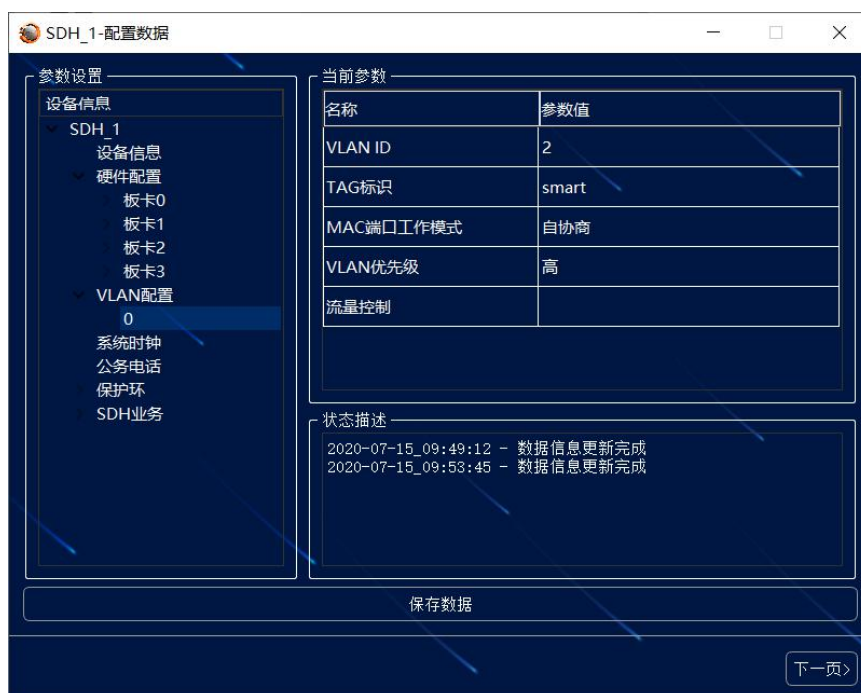 SDH_1-配置数据
参数设置
设备信息
SDH_1
设备信息
硬件配置
板卡0
板卡1
板卡2
板卡3
VLAN配置
0
系统时钟
公务电话
保护环
SDH业务
当前参数
名称 参数值
VLAN ID 2
TAG标识 smart
MAC端口工作模式 自协商
VLAN优先级 高
流量控制
状态描述
2020-07-15_09:49:12 - 数据信息更新完成
2020-07-15_09:53:45 - 数据信息更新完成
保存数据
下一页>